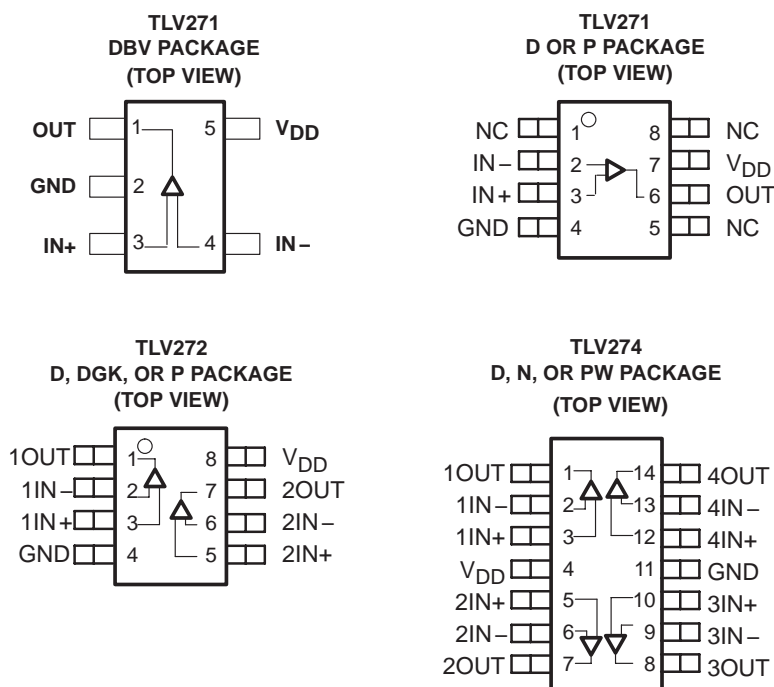 TLV271
DBV PACKAGE
(TOP VIEW)
OUT 1 5 VDD
GND 2
IN+ 3 4 IN−
TLV271
D OR P PACKAGE
(TOP VIEW)
NC 1 8 NC
IN− 2 7 VDD
IN+ 3 6 OUT
GND 4 5 NC
TLV272
D, DGK, OR P PACKAGE
(TOP VIEW)
1OUT 1 8 VDD
1IN− 2 7 2OUT
1IN+ 3 6 2IN−
GND 4 5 2IN+
TLV274
D, N, OR PW PACKAGE
(TOP VIEW)
1OUT 1 14 4OUT
1IN− 2 13 4IN−
1IN+ 3 12 4IN+
VDD 4 11 GND
2IN+ 5 10 3IN+
2IN− 6 9 3IN−
2OUT 7 8 3OUT